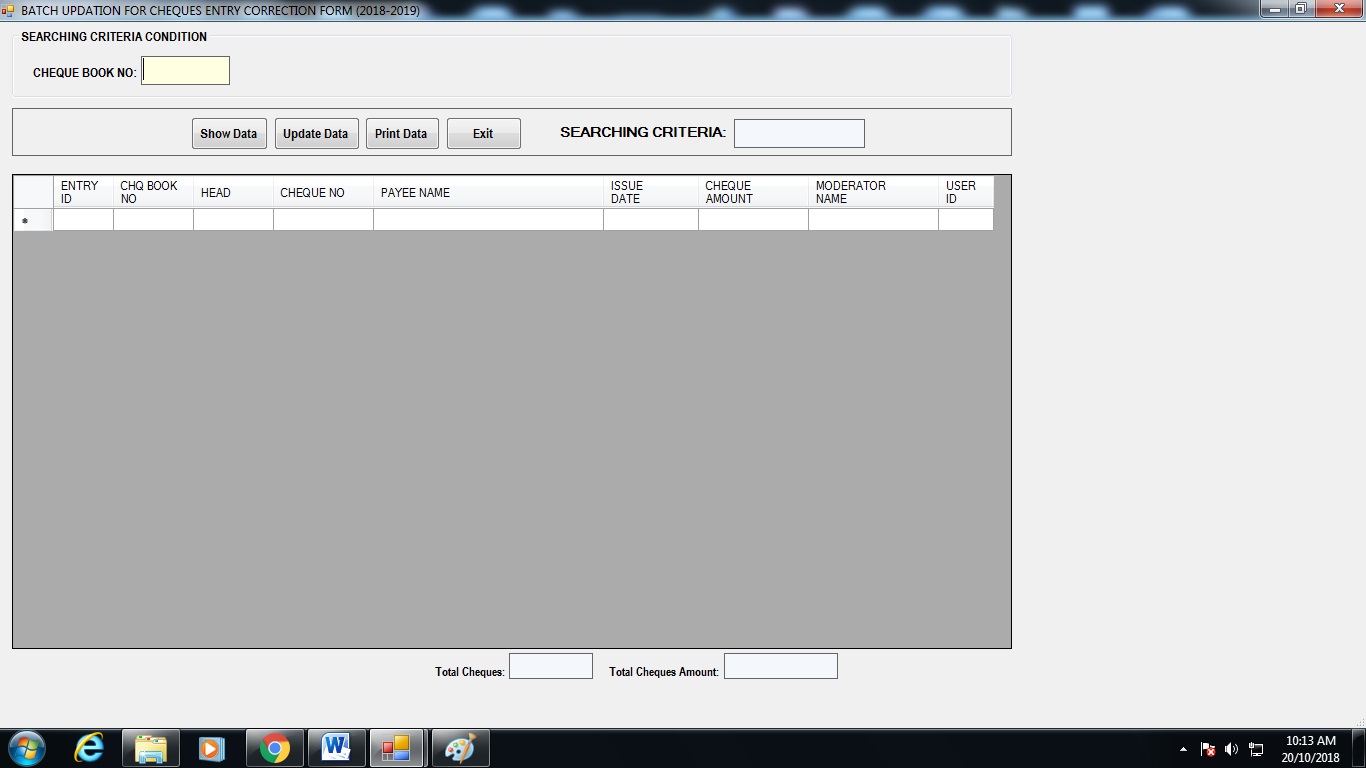 BATCH UPDATION FOR CHEQUES ENTRY CORRECTION FORM (2018-2019)
SEARCHING CRITERIA CONDITION
CHEQUE BOOK NO:
Show Data Update Data Print Data Exit SEARCHING CRITERIA:
ENTRY ID CHQ BOOK NO HEAD CHEQUE NO PAYEE NAME ISSUE DATE CHEQUE AMOUNT MODERATOR NAME USER ID
Total Cheques: Total Cheques Amount:
10:13 AM
20/10/2018